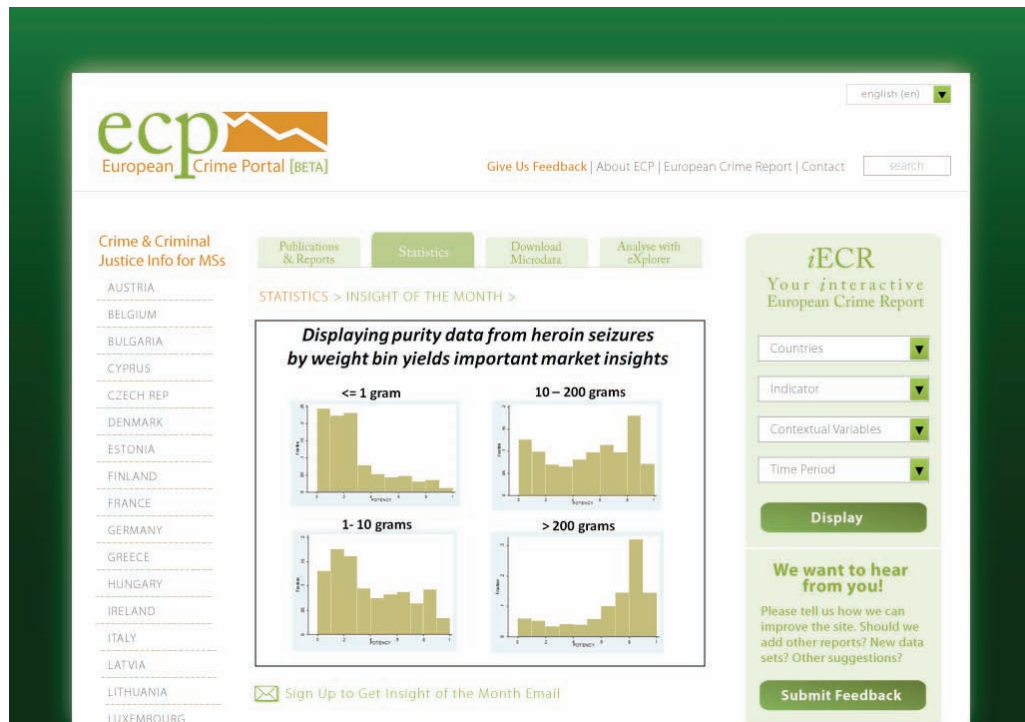 english (en)
ecp
European Crime Portal [BETA]
Give Us Feedback | About ECP | European Crime Report | Contact
search
Crime & Criminal
Justice Info for MSs
AUSTRIA
BELGIUM
BULGARIA
CYPRUS
CZECH REP
DENMARK
ESTONIA
FINLAND
FRANCE
GERMANY
GREECE
HUNGARY
IRELAND
ITALY
LATVIA
LITHUANIA
LUXEMBOURG
Publications
& Reports
Statistics
Download
Microdata
Analyse with
eXplorer
STATISTICS > INSIGHT OF THE MONTH >
Displaying purity data from heroin seizures
by weight bin yields important market insights
<= 1 gram
10 – 200 grams
1- 10 grams
> 200 grams
POTENCY
POTENCY
POTENCY
POTENCY
Sign Up to Get Insight of the Month Email
iECR
Your interactive
European Crime Report
Countries
Indicator
Contextual Variables
Time Period
Display
We want to hear
from you!
Please tell us how we can
improve the site. Should we
add other reports? New data
sets? Other suggestions?
Submit Feedback